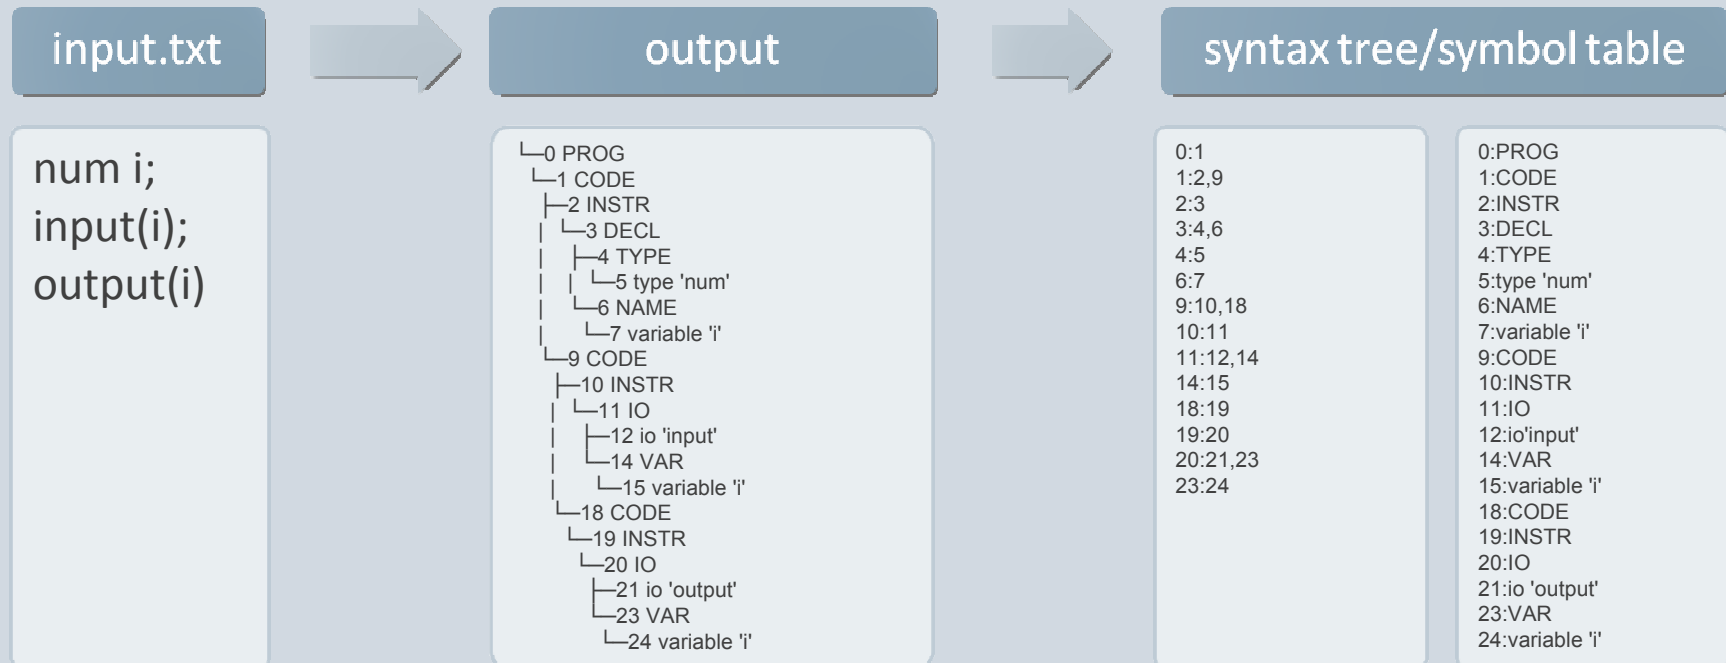 input.txt
output
syntax tree/symbol table
num i;
input(i);
output(i)
└─0 PROG
└─1 CODE
├─2 INSTR
| └─3 DECL
| ├─4 TYPE
| | └─5 type 'num'
| └─6 NAME
| └─7 variable 'i'
└─9 CODE
├─10 INSTR
| └─11 IO
| ├─12 io 'input'
| └─14 VAR
| └─15 variable 'i'
└─18 CODE
└─19 INSTR
└─20 IO
├─21 io 'output'
└─23 VAR
└─24 variable 'i'
0:1
1:2,9
2:3
3:4,6
4:5
6:7
9:10,18
10:11
11:12,14
14:15
18:19
19:20
20:21,23
23:24
0:PROG
1:CODE
2:INSTR
3:DECL
4:TYPE
5:type 'num'
6:NAME
7:variable 'i'
9:CODE
10:INSTR
11:IO
12:io'input'
14:VAR
15:variable 'i'
18:CODE
19:INSTR
20:IO
21:io 'output'
23:VAR
24:variable 'i'